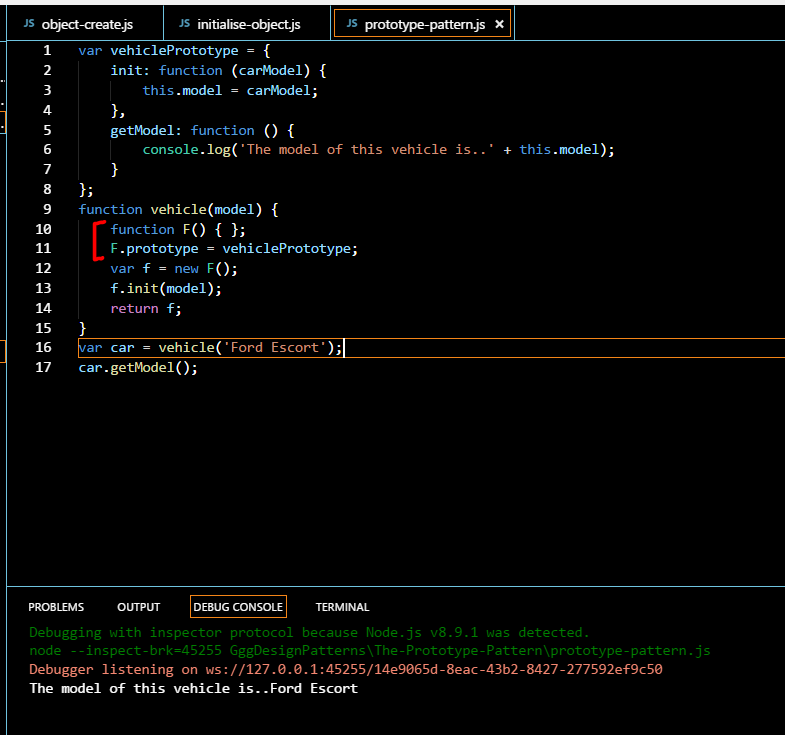 JS object-create.js JS initialise-object.js JS prototype-pattern.js ×
1 var vehiclePrototype = {
2 init: function (carModel) {
3 this.model = carModel;
4 },
5 getModel: function () {
6 console.log('The model of this vehicle is..' + this.model);
7 }
8 };
9 function vehicle(model) {
10 function F() { };
11 F.prototype = vehiclePrototype;
12 var f = new F();
13 f.init(model);
14 return f;
15 }
16 var car = vehicle('Ford Escort');
17 car.getModel();
PROBLEMS OUTPUT DEBUG CONSOLE TERMINAL
Debugging with inspector protocol because Node.js v8.9.1 was detected.
node --inspect-brk=45255 GggDesignPatterns\The-Prototype-Pattern\prototype-pattern.js
Debugger listening on ws://127.0.0.1:45255/14e9065d-8eac-43b2-8427-277592ef9c50
The model of this vehicle is..Ford Escort